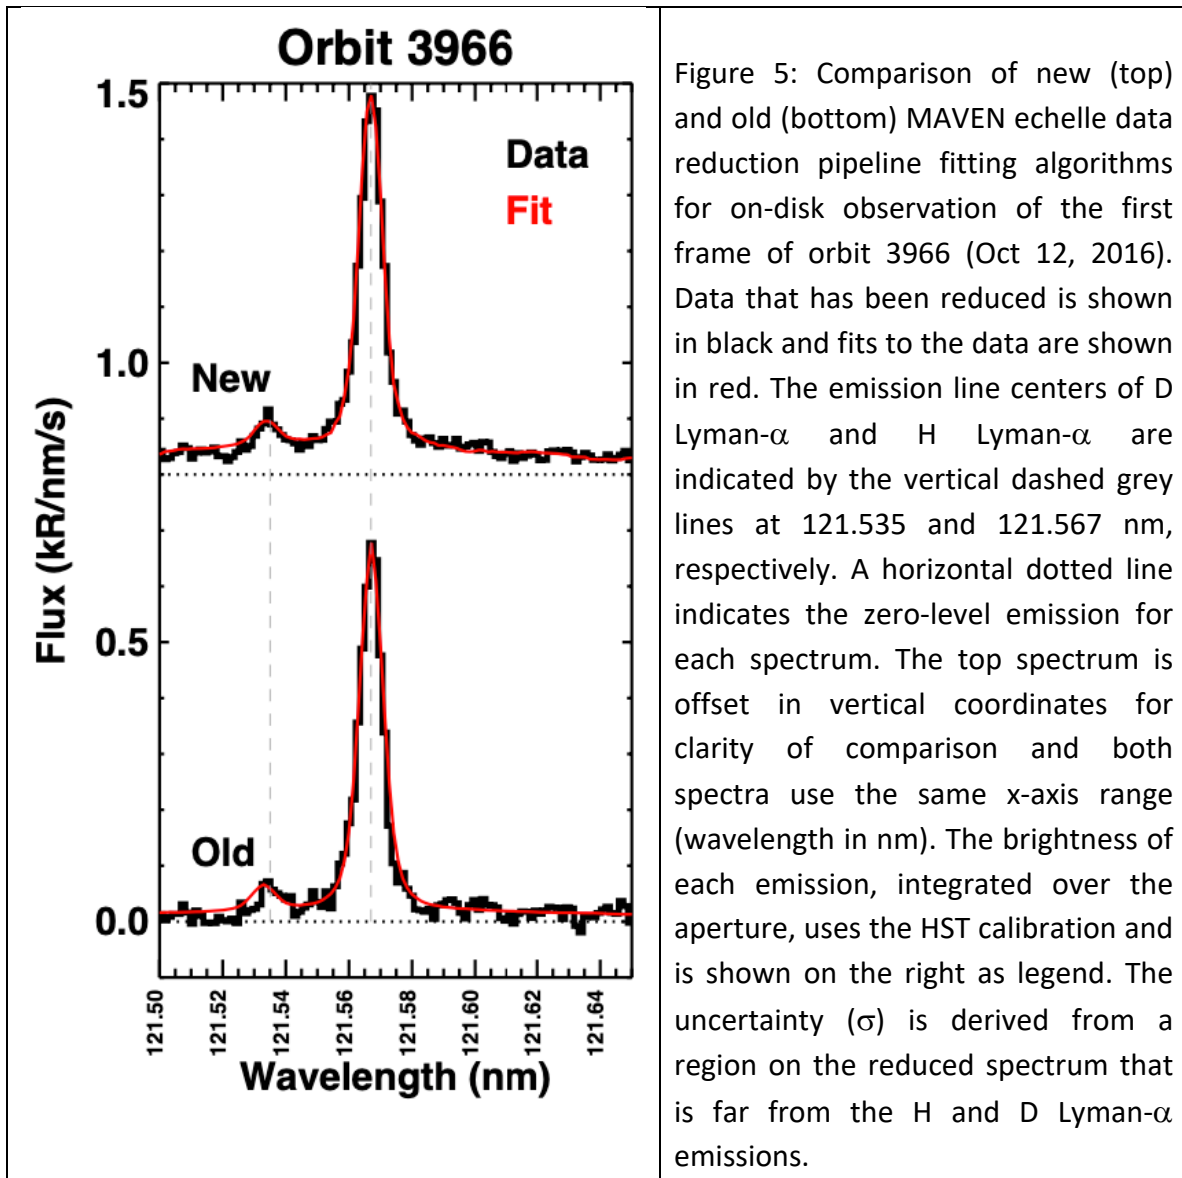 Orbit 3966
1.5
1.0
0.5
0.0
Flux (kR/nm/s)
Data
Fit
New
Old
121.50
121.52
121.54
121.56
121.58
121.60
121.62
121.64
Wavelength (nm)
Figure 5: Comparison of new (top)
and old (bottom) MAVEN echelle data
reduction pipeline fitting algorithms
for on-disk observation of the first
frame of orbit 3966 (Oct 12, 2016).
Data that has been reduced is shown
in black and fits to the data are shown
in red. The emission line centers of D
Lyman-α and H Lyman-α are
indicated by the vertical dashed grey
lines at 121.535 and 121.567 nm,
respectively. A horizontal dotted line
indicates the zero-level emission for
each spectrum. The top spectrum is
offset in vertical coordinates for
clarity of comparison and both
spectra use the same x-axis range
(wavelength in nm). The brightness of
each emission, integrated over the
aperture, uses the HST calibration and
is shown on the right as legend. The
uncertainty (σ) is derived from a
region on the reduced spectrum that
is far from the H and D Lyman-α
emissions.